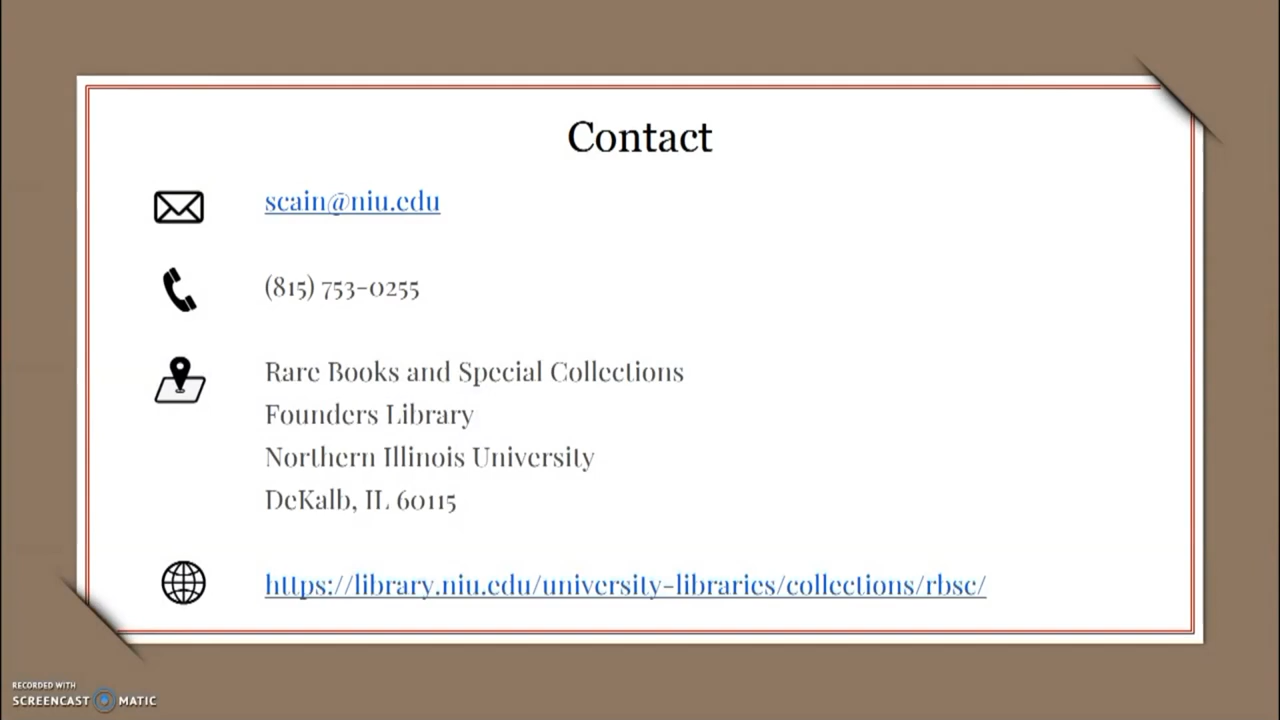 Contact
scain@niu.edu
(815) 753-0255
Rare Books and Special Collections
Founders Library
Northern Illinois University
DeKalb, IL 60115
https://library.niu.edu/university-libraries/collections/rbsc/
RECORDED WITH
SCREENCAST MATIC